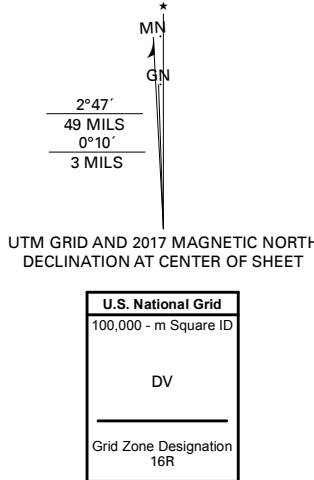 MN
GN
2°47´
49 MILS
0°10´
3 MILS
UTM GRID AND 2017 MAGNETIC NORTH
DECLINATION AT CENTER OF SHEET
U.S. National Grid
100,000 - m Square ID
DV
Grid Zone Designation
16R